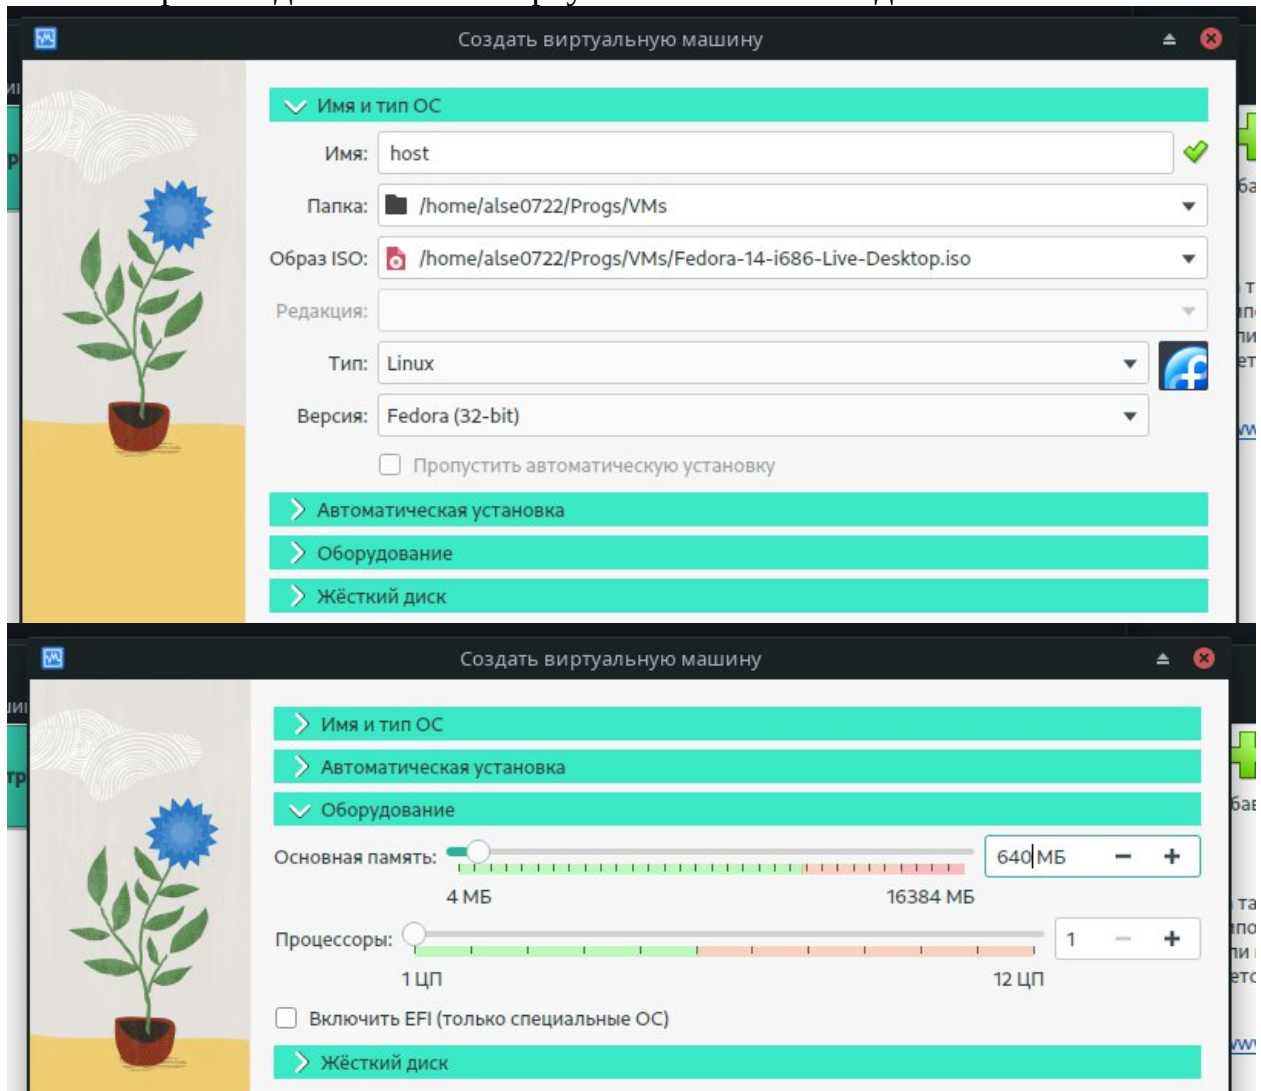 Создать виртуальную машину
Имя и тип ОС
Имя: host
Папка: /home/alse0722/Progs/VMs
Образ ISO: /home/alse0722/Progs/VMs/Fedora-14-i686-Live-Desktop.iso
Редакция:
Тип: Linux
Версия: Fedora (32-bit)
Пропустить автоматическую установку
Автоматическая установка
Оборудование
Жёсткий диск
Создать виртуальную машину
Имя и тип ОС
Автоматическая установка
Оборудование
Основная память: 640 МБ
4 МБ 16384 МБ
Процессоры: 1
1 ЦП 12 ЦП
Включить EFI (только специальные ОС)
Жёсткий диск